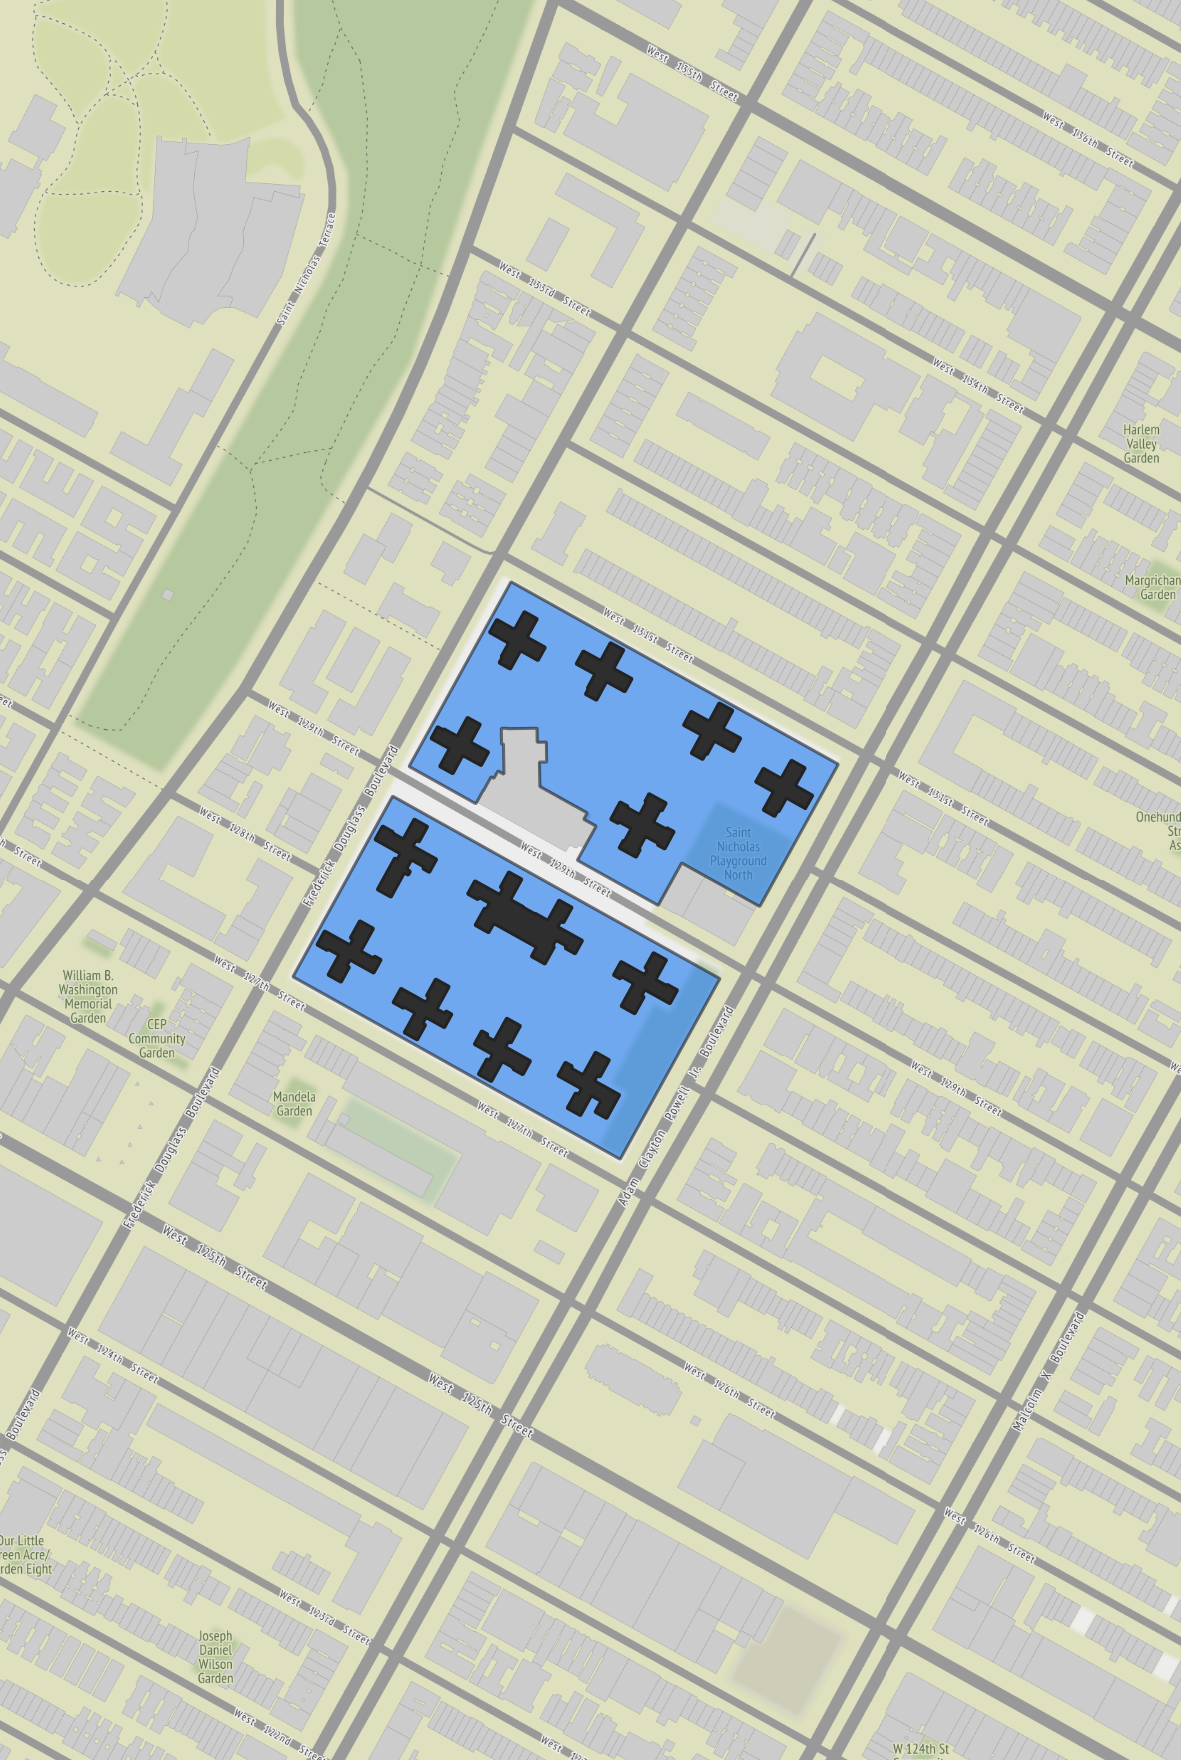 West 135th Street
West 136th Street
Saint Nicholas Terrace
West 133rd Street
West 134th Street
Harlem
Valley
Garden
Margrichan
Garden
West 131st Street
West 129th Street
Frederick Douglass Boulevard
West 131st Street
Onehund
Str
As
West 128th Street
Saint
Nicholas
Playground
North
West 129th Street
th Street
William B.
Washington
Memorial
Garden
CEP
Community
Garden
West 127th Street
Adam Clayton Powell Jr. Boulevard
West 129th Street
Mandela
Garden
West 127th Street
Frederick Douglass Boulevard
West 125th Street
West 124th Street
West 125th Street
West 126th Street
Malcolm X Boulevard
Boulevard
West 126th Street
Our Little
reen Acre/
rden Eight
West 123rd Street
Joseph
Daniel
Wilson
Garden
West 122nd Street
W 124th St